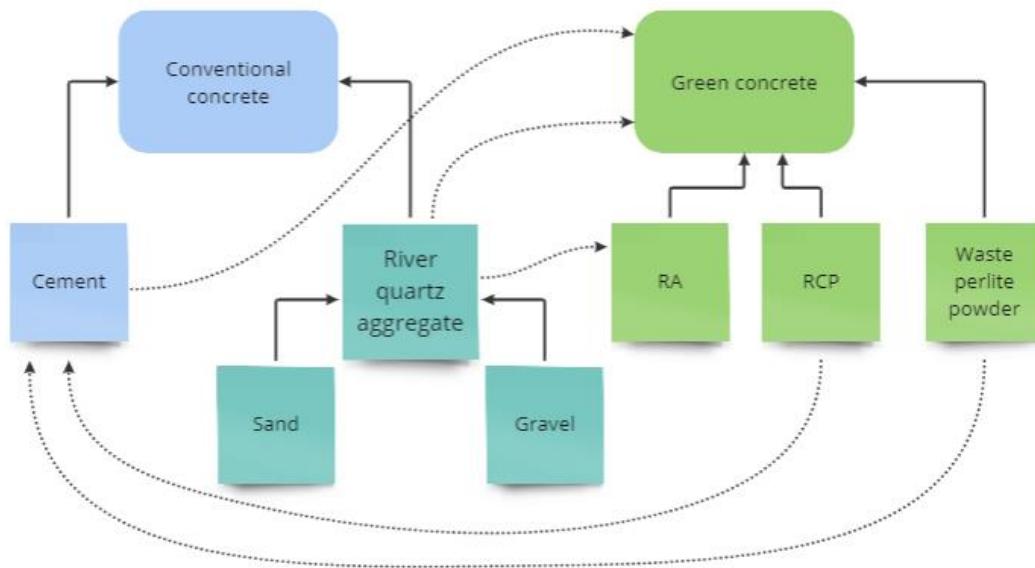 Conventional
concrete
Green concrete
Cement
River
quartz
aggregate
RA
RCP
Waste
perlite
powder
Sand
Gravel